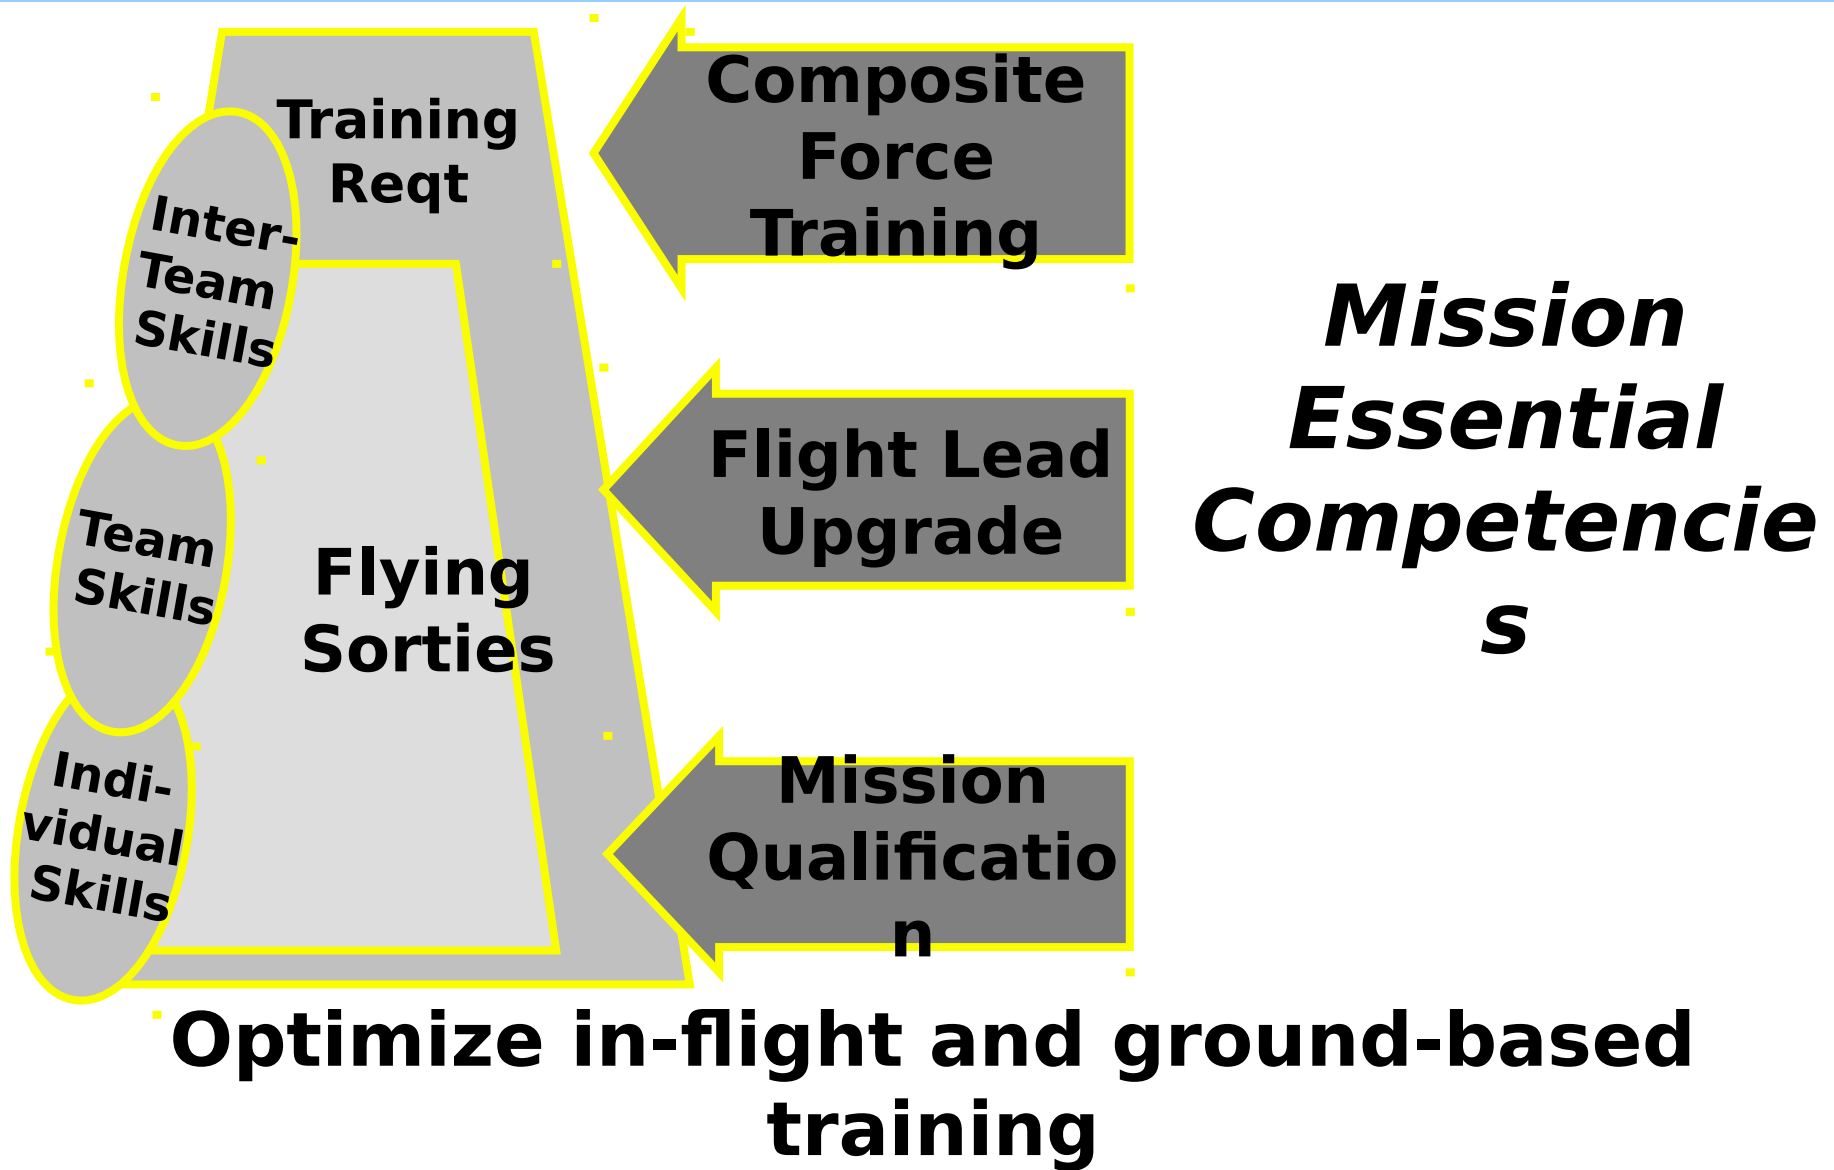 Training
Reqt
Inter-
Team
Skills
Team
Skills
Indi-
vidual
Skills
Flying
Sorties
Composite
Force
Training
Flight Lead
Upgrade
Mission
Qualificatio
n
Mission
Essential
Competencie
s
Optimize in-flight and ground-based
training